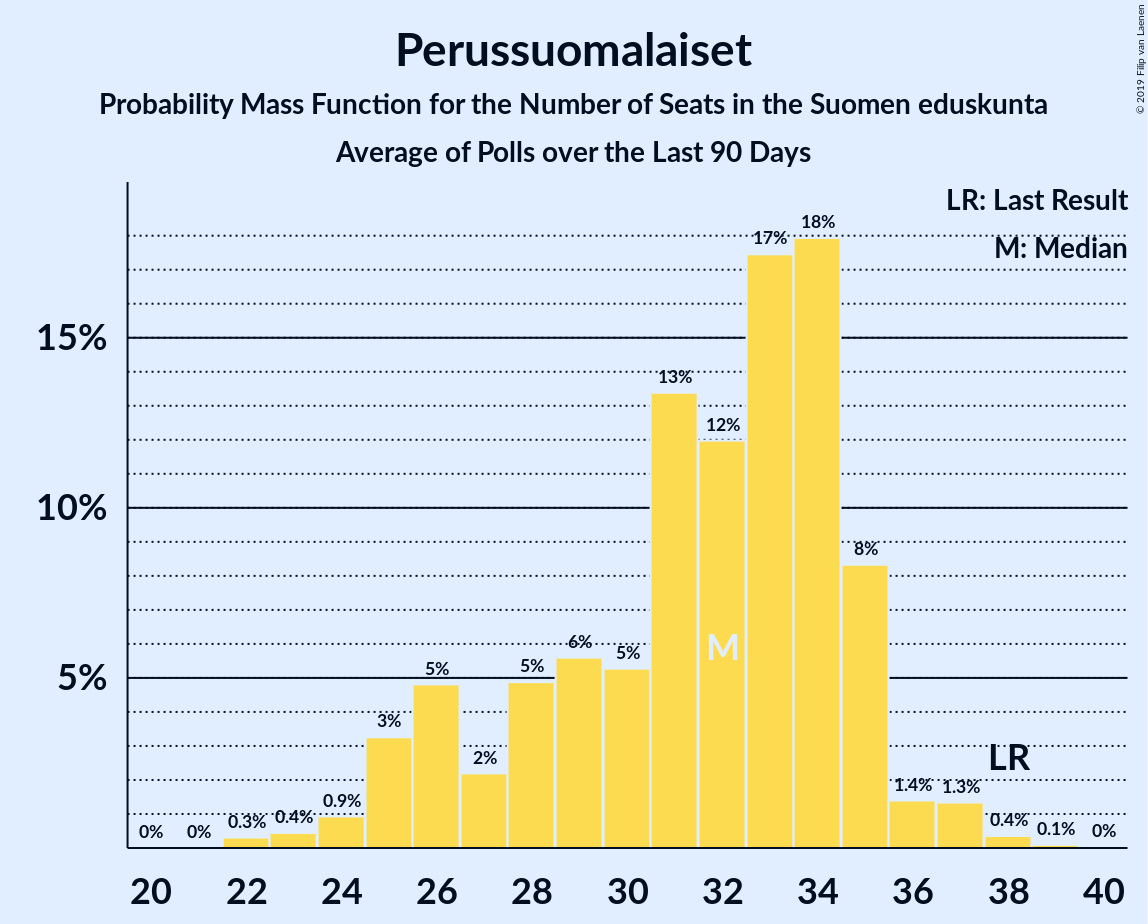 Perussuomalaiset
Probability Mass Function for the Number of Seats in the Suomen eduskunta
Average of Polls over the Last 90 Days
© 2019 Filip van Laenen
LR: Last Result
M: Median
15%
10%
5%
0%
0%
0.3%
0.4%
0.9%
3%
5%
2%
5%
6%
5%
13%
12%
17%
18%
8%
1.4%
1.3%
0.4%
0.1%
0%
M
LR
20 22 24 26 28 30 32 34 36 38 40